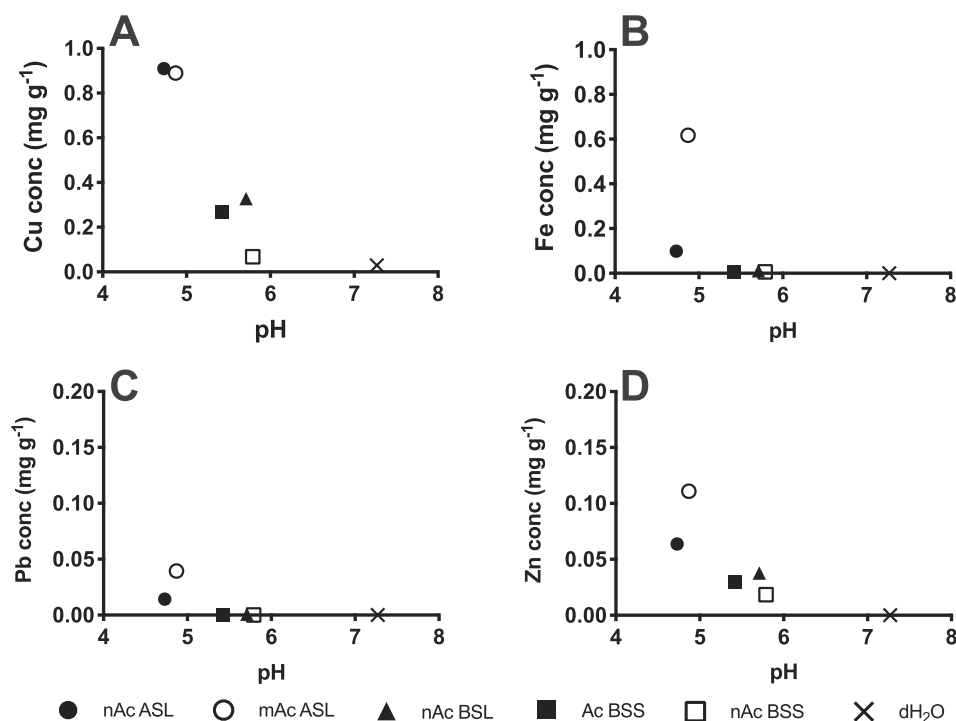 A
B
Cu conc (mg g⁻¹)
1.0
0.8
0.6
0.4
0.2
0.0
4 5 6 7 8
pH
Fe conc (mg g⁻¹)
1.0
0.8
0.6
0.4
0.2
0.0
4 5 6 7 8
pH
C
D
Pb conc (mg g⁻¹)
0.20
0.15
0.10
0.05
0.00
4 5 6 7 8
pH
Zn conc (mg g⁻¹)
0.20
0.15
0.10
0.05
0.00
4 5 6 7 8
pH
nAc ASL mAc ASL nAc BSL Ac BSS nAc BSS dH₂O